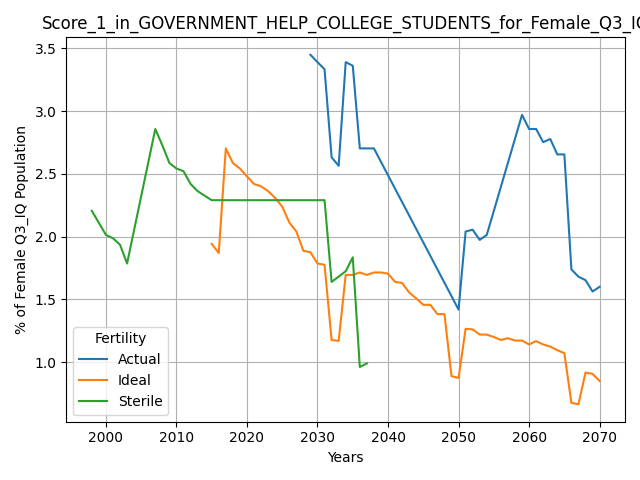 Score_1_in_GOVERNMENT_HELP_COLLEGE_STUDENTS_for_Female_Q3_IQ
3.5
3.0
2.5
2.0
1.5
1.0
% of Female Q3_IQ Population
Fertility
Actual
Ideal
Sterile
2000 2010 2020 2030 2040 2050 2060 2070
Years